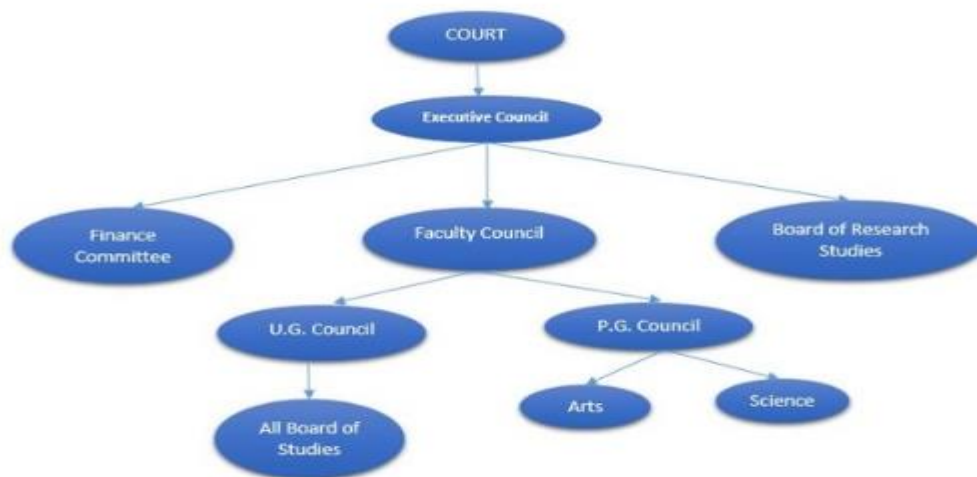 COURT
Executive Council
Finance
Committee
Faculty Council
Board of Research
Studies
U.G. Council
P.G. Council
All Board of
Studies
Arts
Science